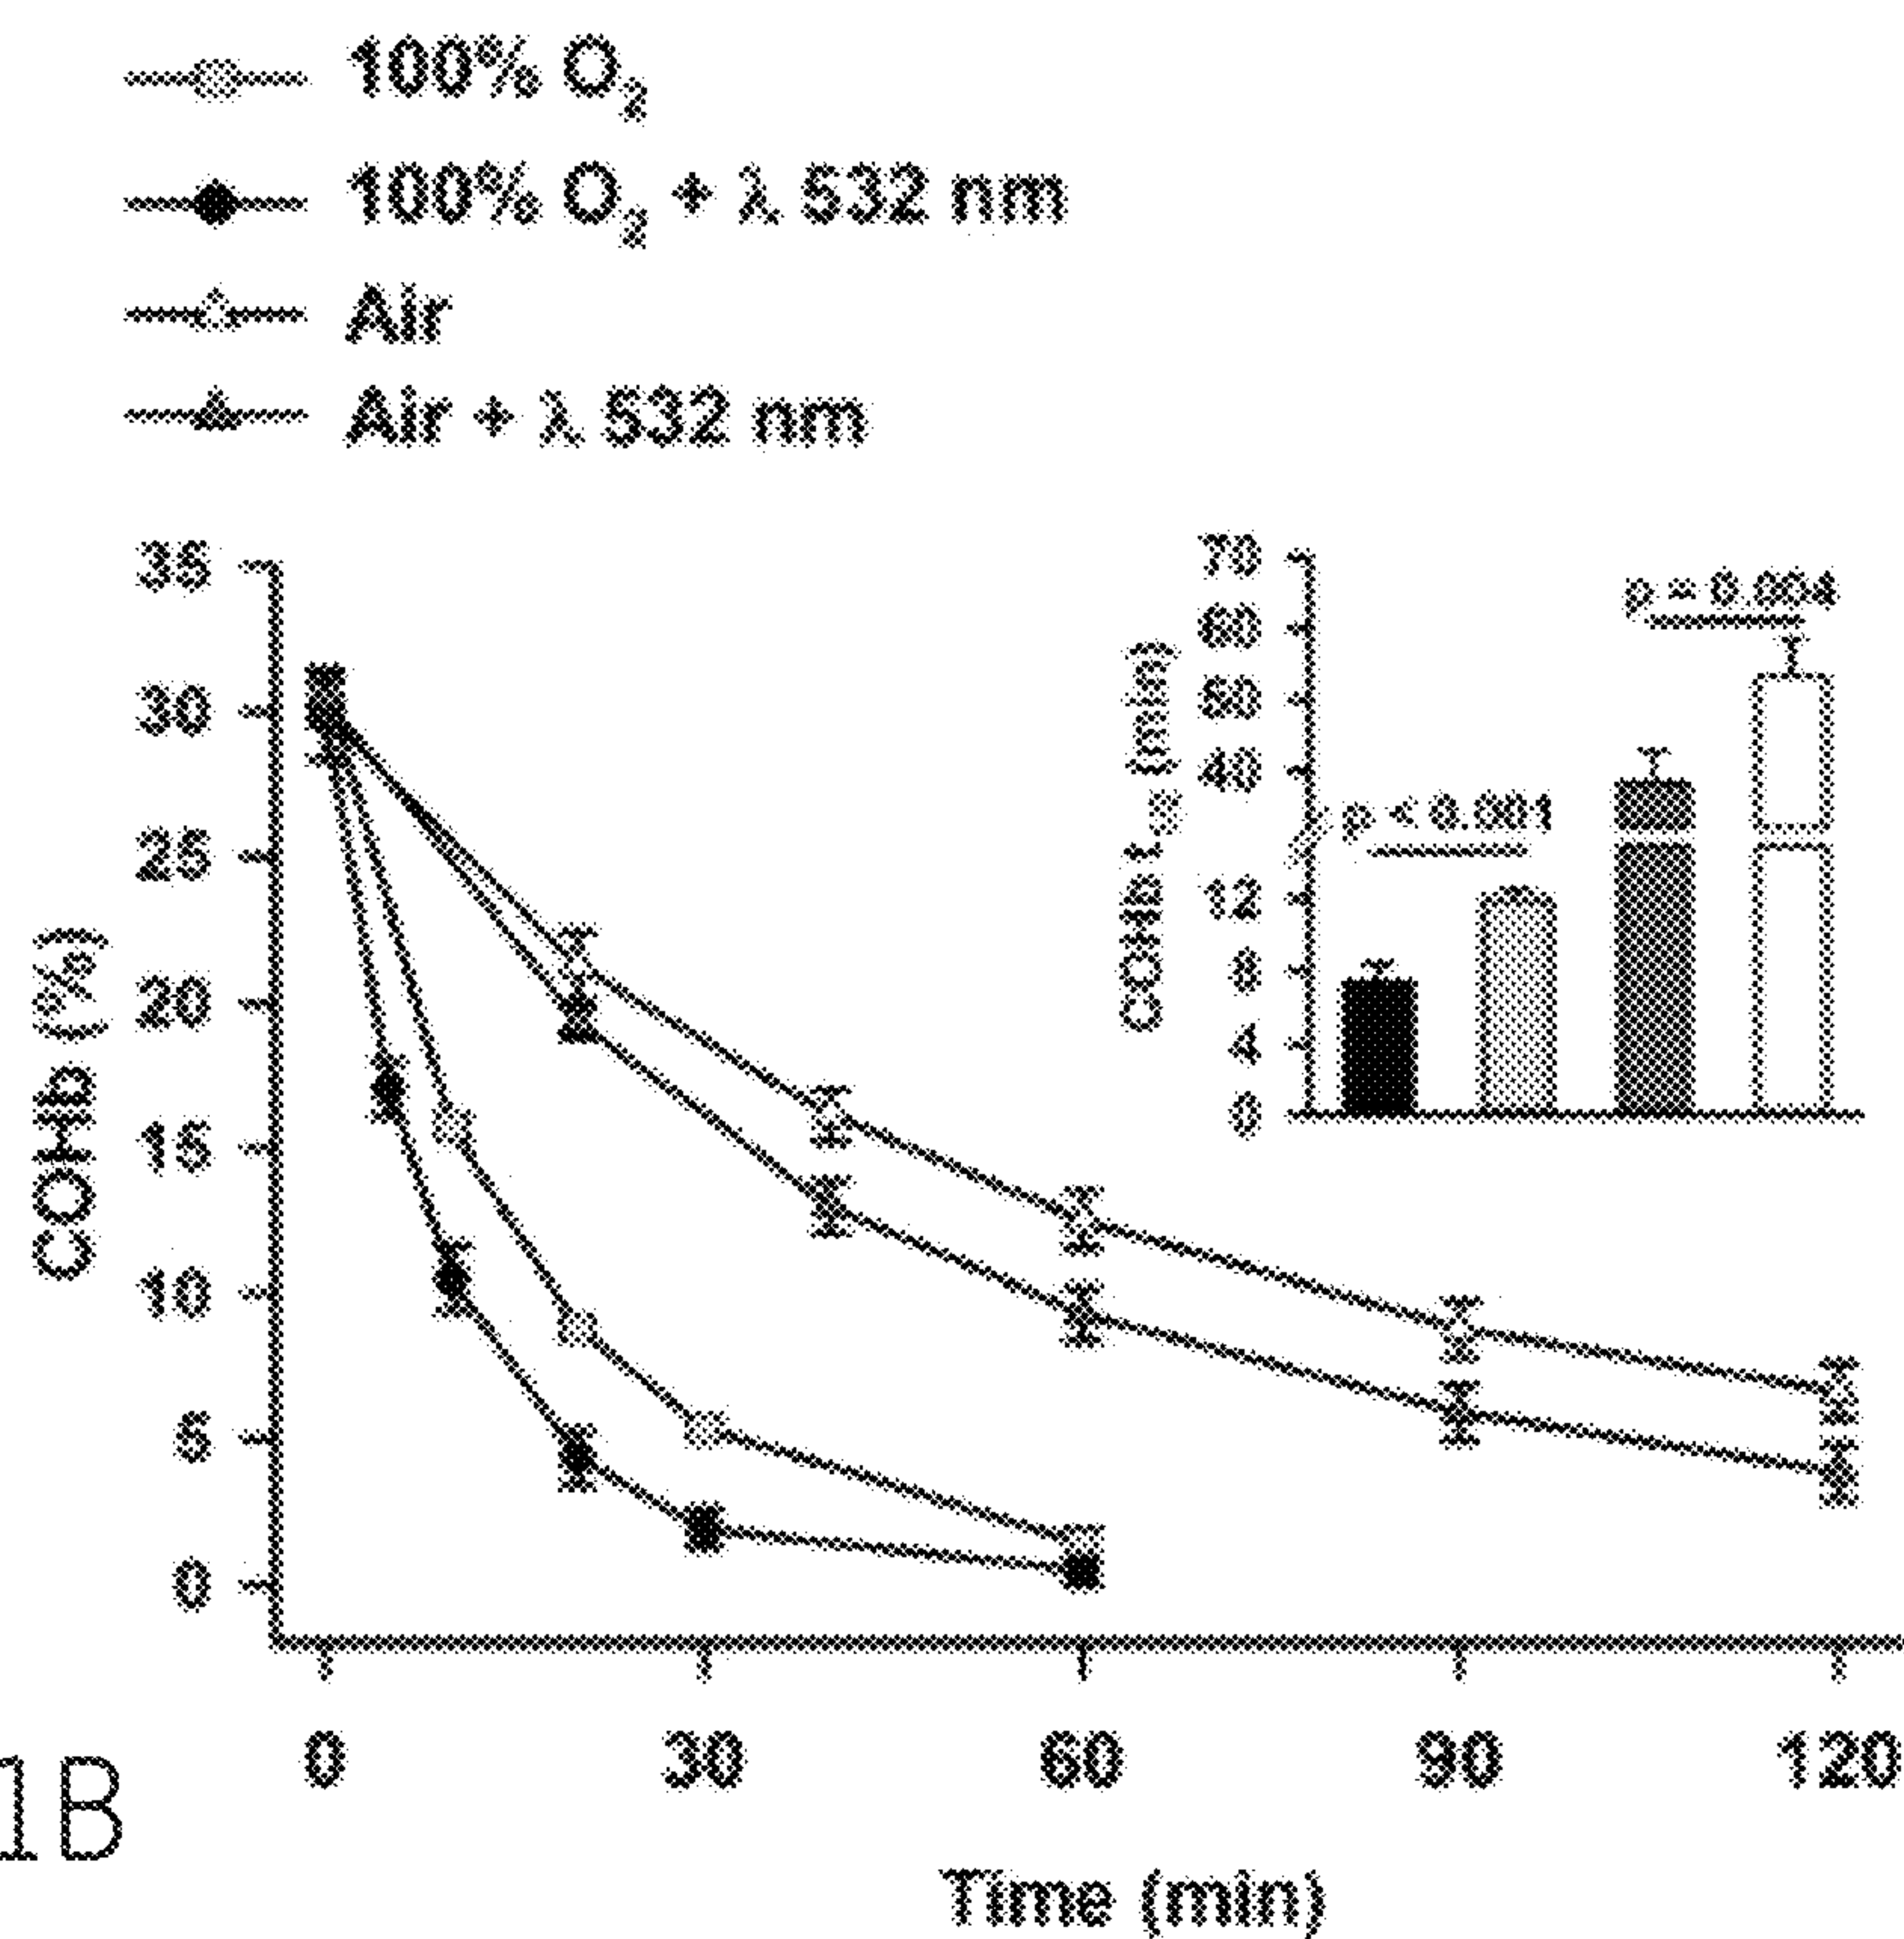 100% O₂
100% O₂ + λ 532 nm
Air
Air + λ 532 nm
35
30
25
20
15
10
5
0
COHb (%)
70
60
50
40
12
8
4
0
COHb t (min)
p < 0.001
p = 0.004
0
30
60
90
120
Time (min)
1B